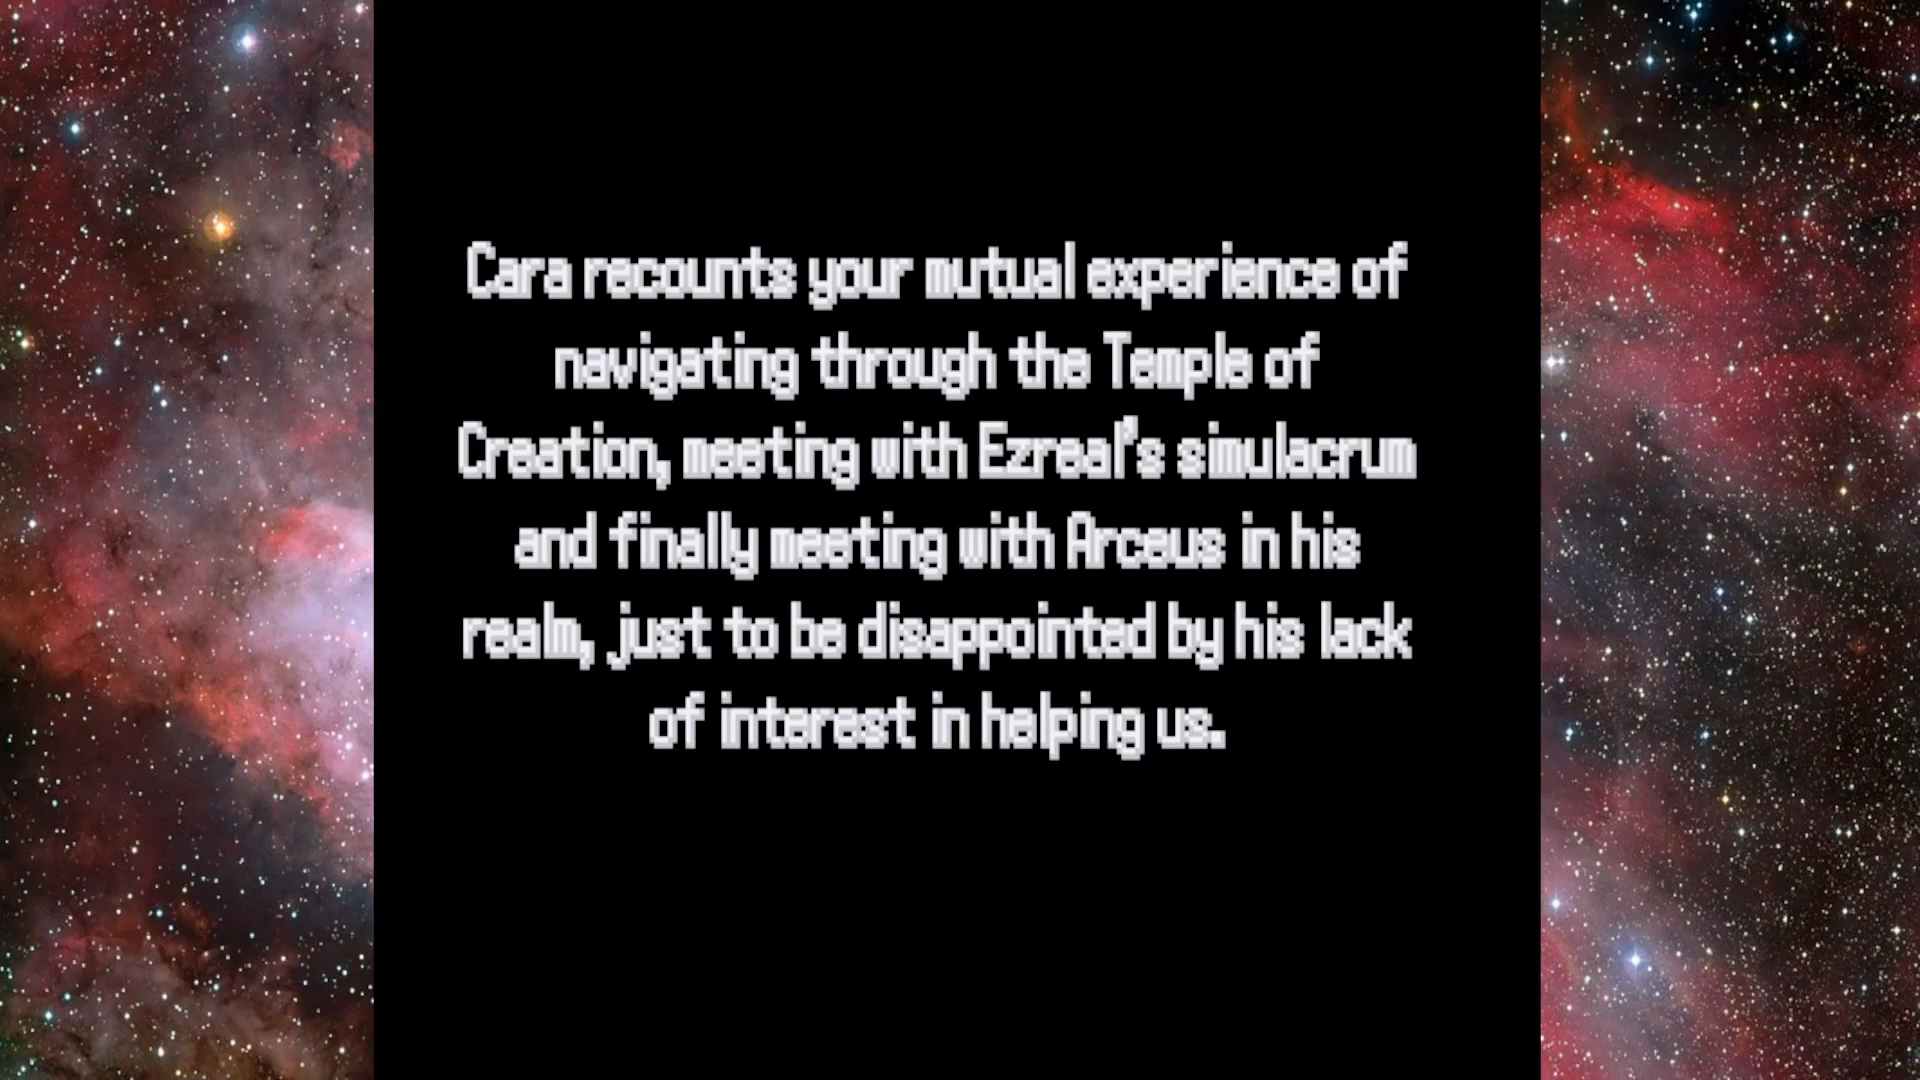 Cara recounts your mutual experience of
navigating through the Temple of
Creation, meeting with Ezreal's simulacrum
and finally meeting with Arceus in his
realm, just to be disappointed by his lack
of interest in helping us.